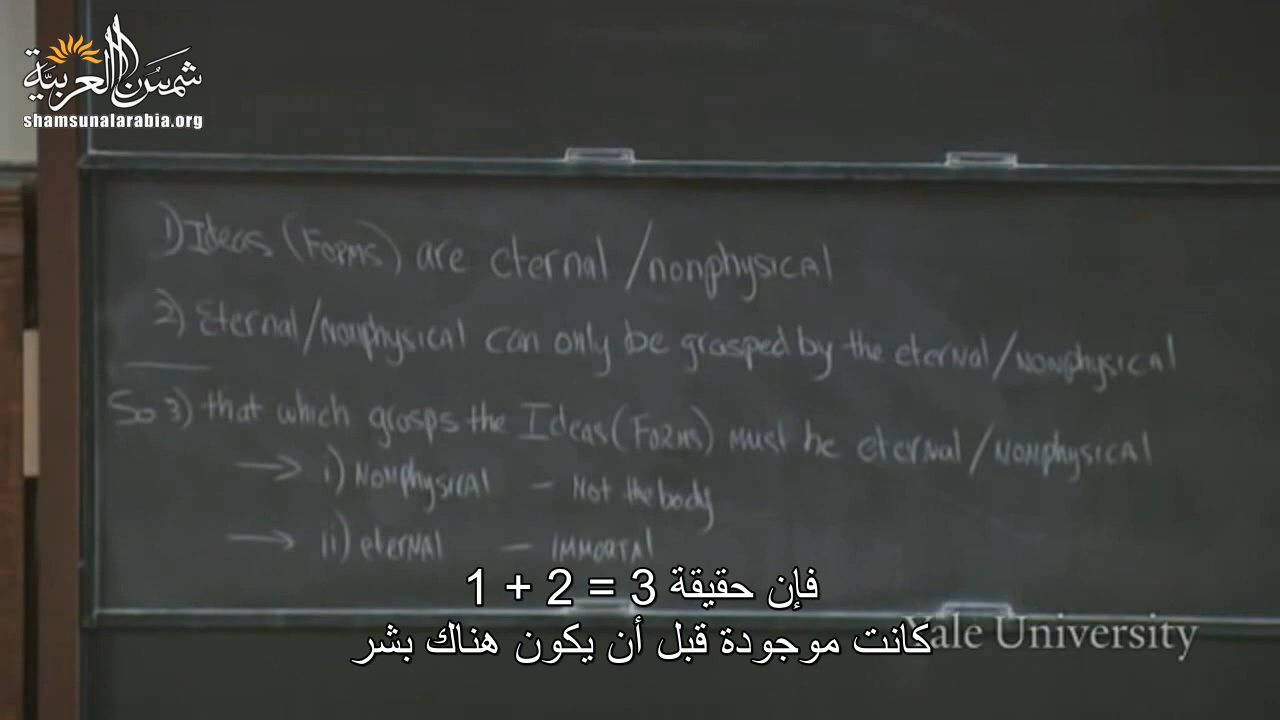 شمس العربية
shamsunalarabia.org
1) Ideas (Forms) are eternal/nonphysical
2) Eternal/nonphysical can only be grasped by the eternal/nonphysical
So 3) that which grasps the Ideas (Forms) must be eternal/nonphysical
→ i) nonphysical – not the body
→ ii) eternal – immortal
فإن حقيقة 3 = 2 + 1
كانت موجودة قبل أن يكون هناك بشر
Yale University